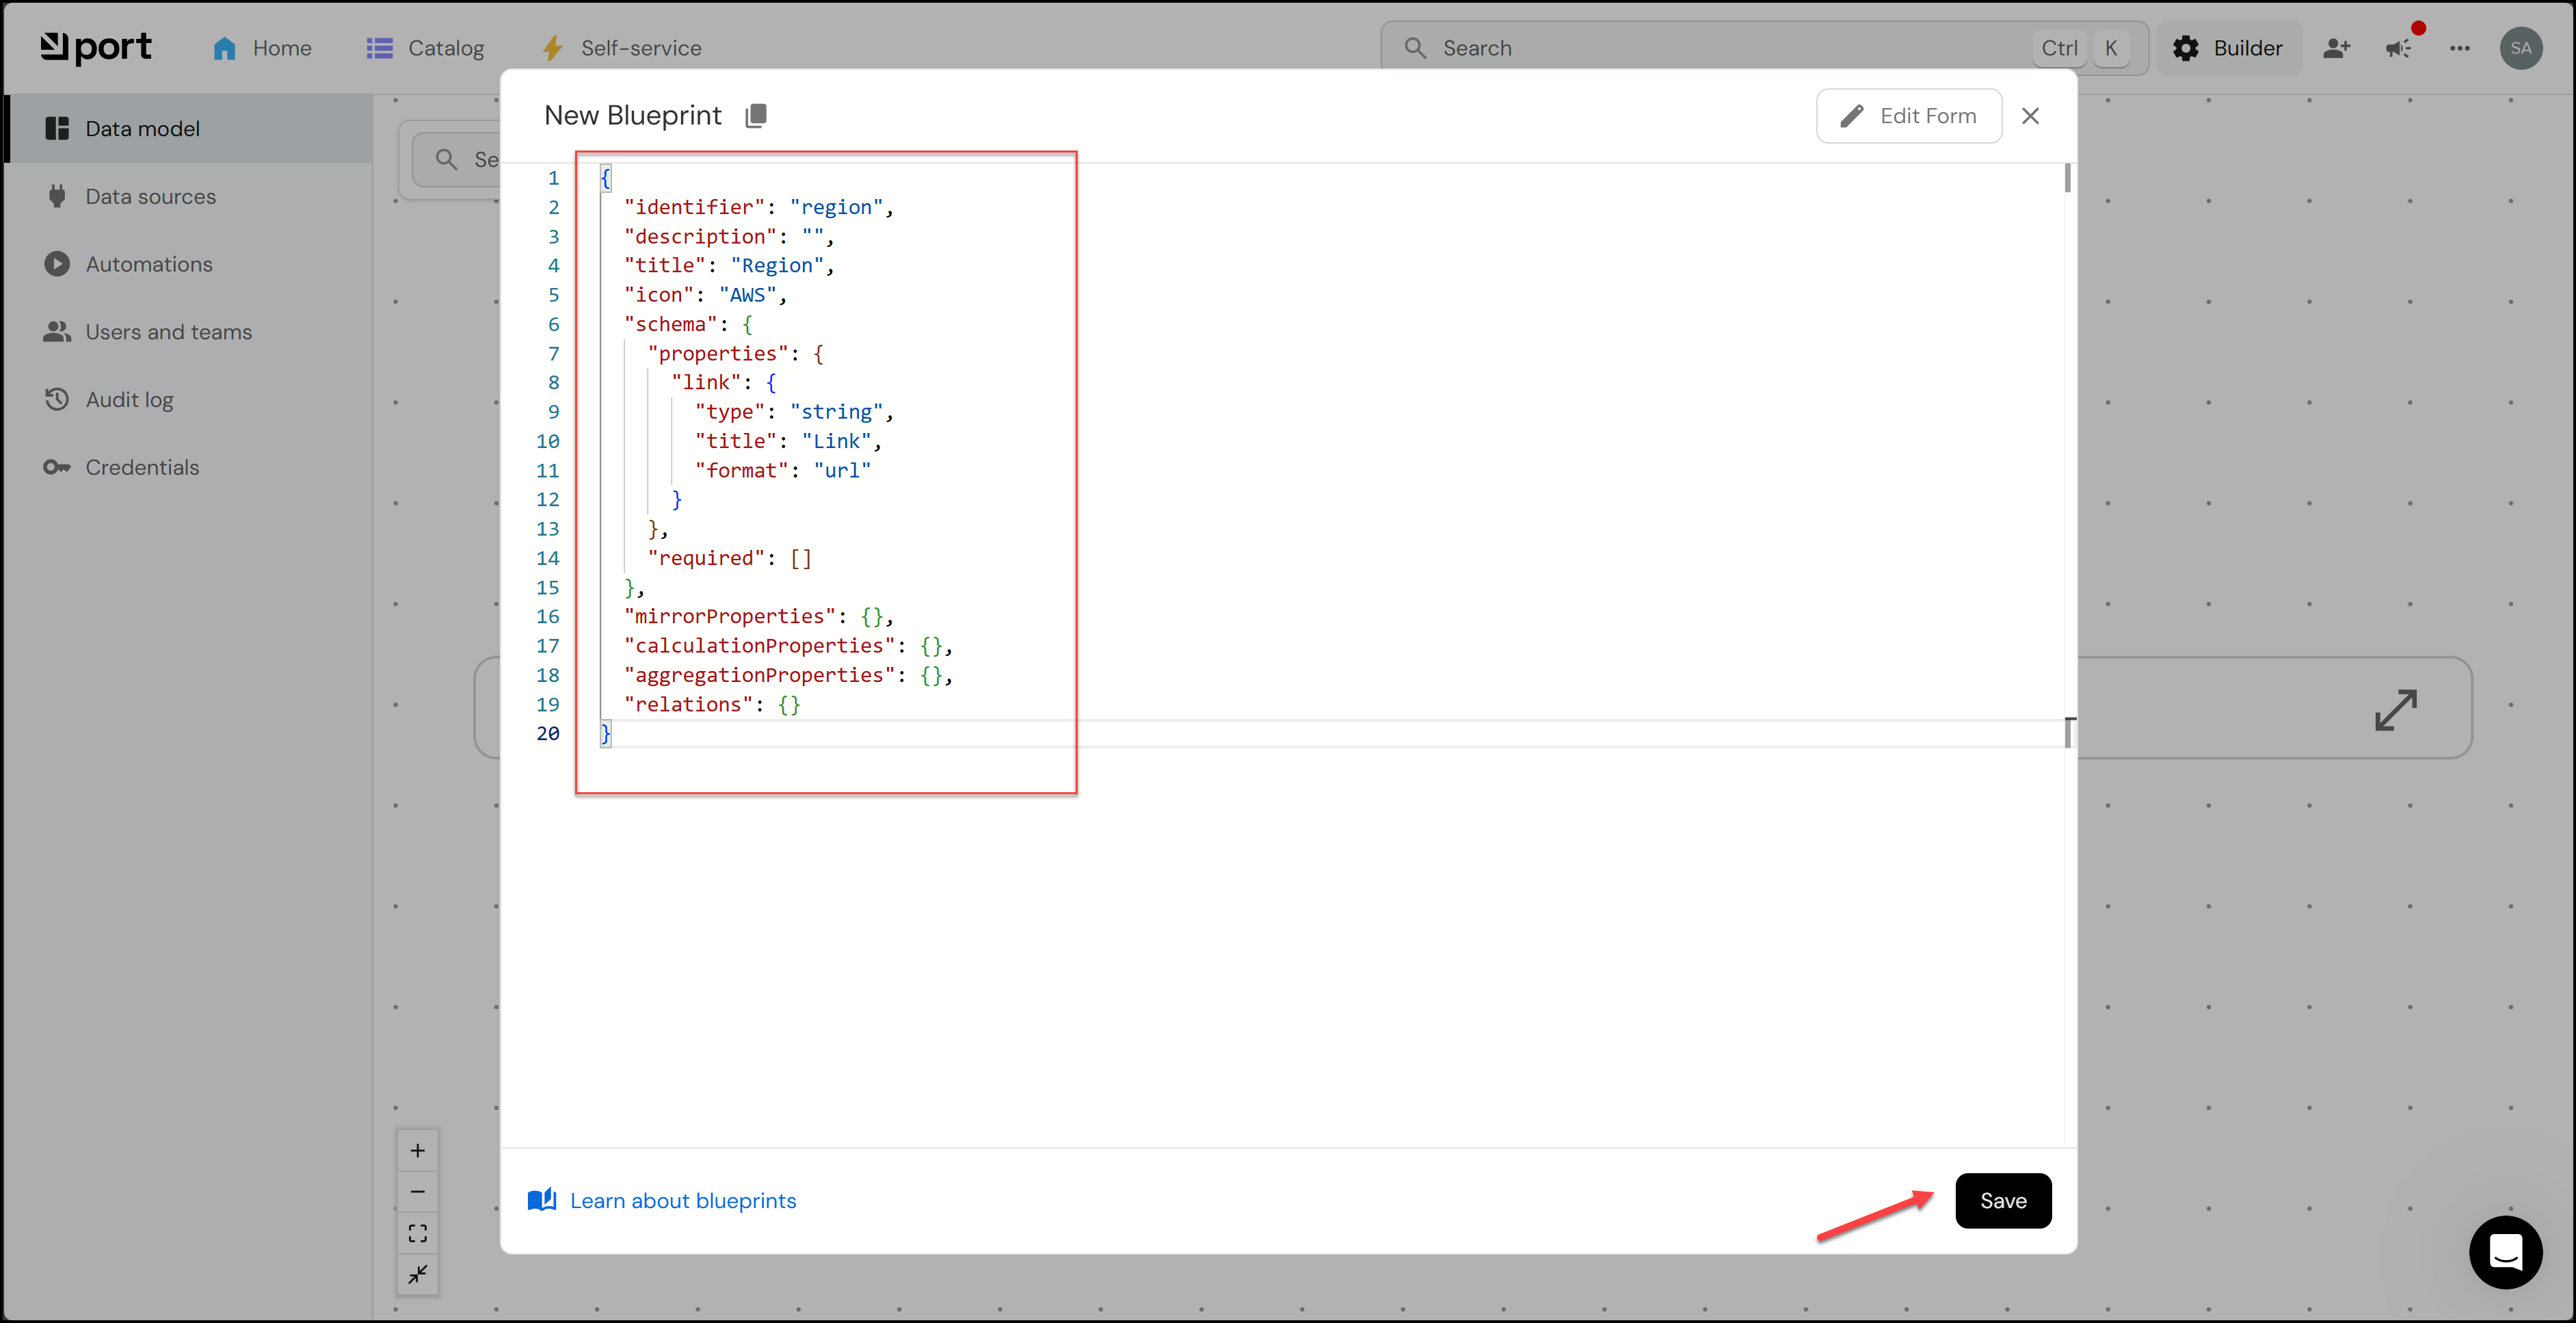 port
Home
Catalog
Self-service
Search
Ctrl
K
Builder
SA
Data model
Data sources
Automations
Users and teams
Audit log
Credentials
Se
New Blueprint
Edit Form
1 {
2 "identifier": "region",
3 "description": "",
4 "title": "Region",
5 "icon": "AWS",
6 "schema": {
7 "properties": {
8 "link": {
9 "type": "string",
10 "title": "Link",
11 "format": "url"
12 }
13 },
14 "required": []
15 },
16 "mirrorProperties": {},
17 "calculationProperties": {},
18 "aggregationProperties": {},
19 "relations": {}
20 }
Learn about blueprints
Save